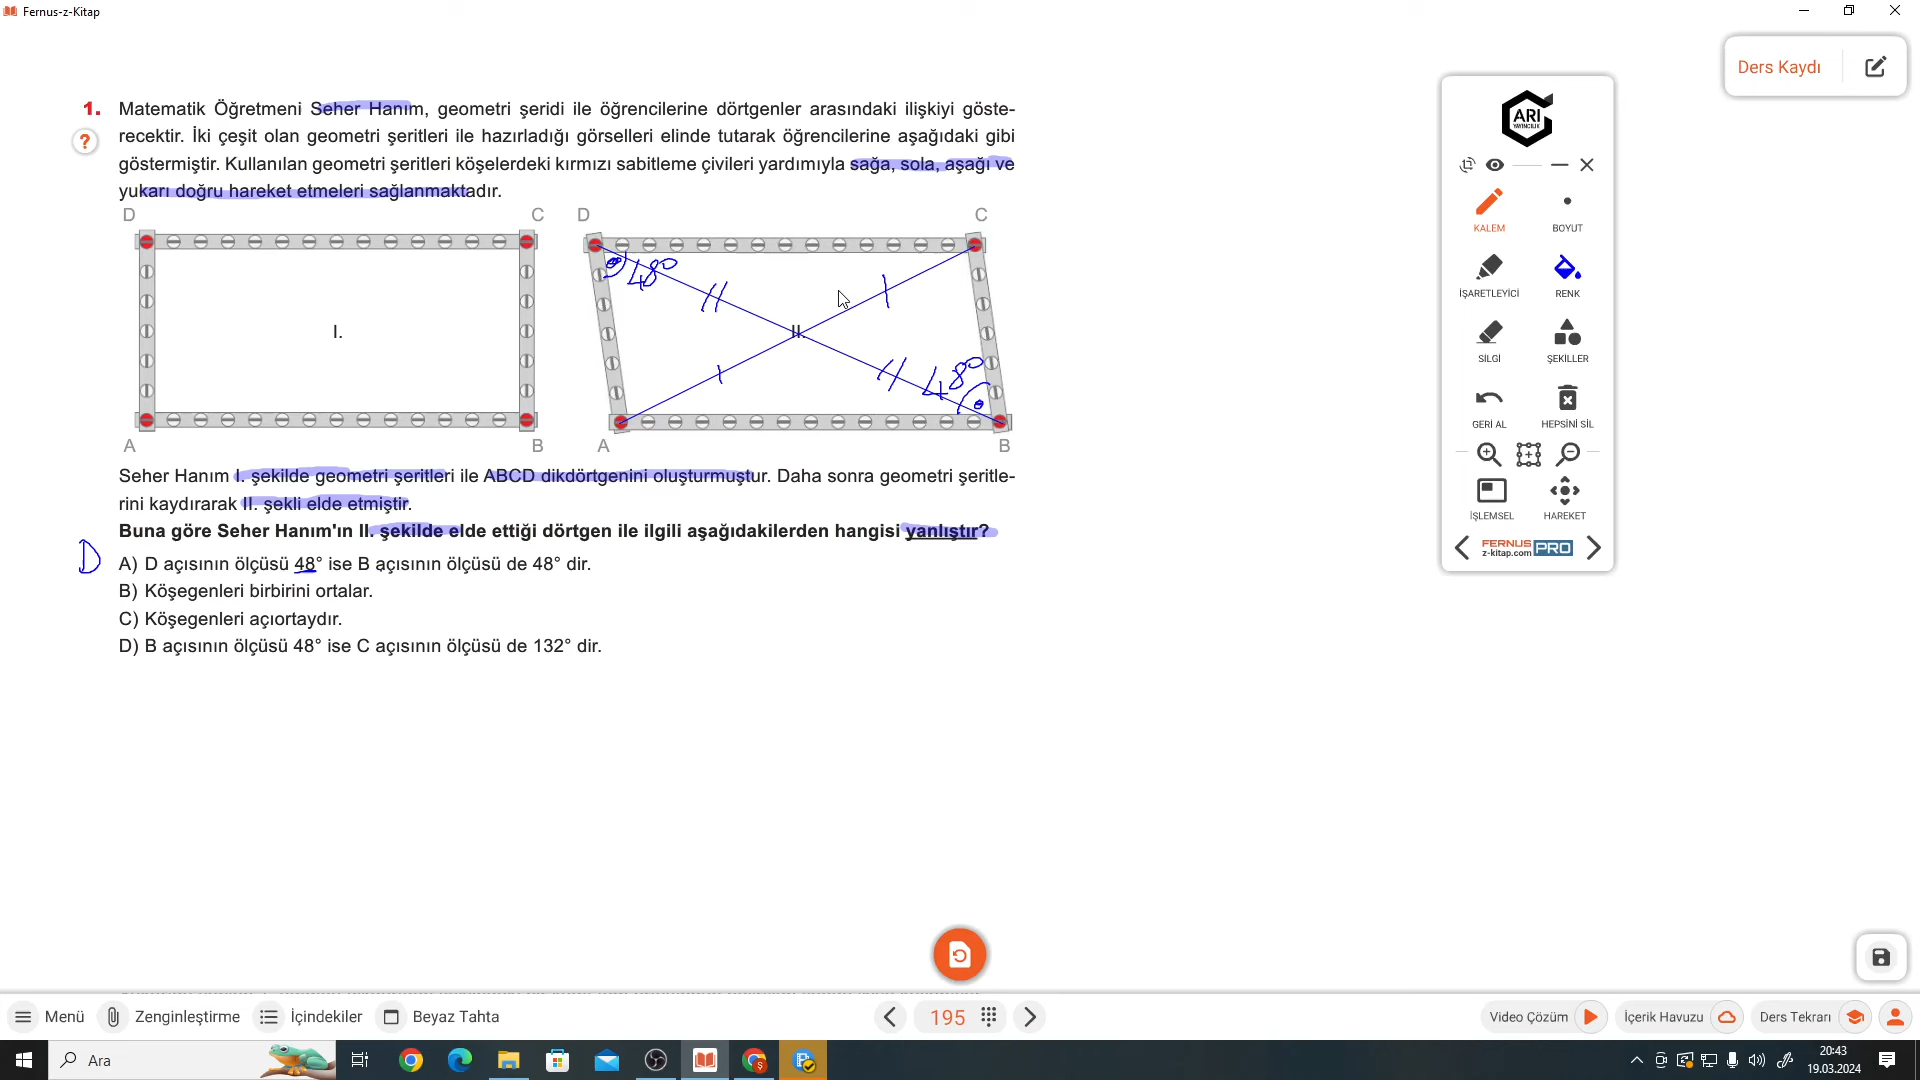 Fernus-z-Kitap
Ders Kaydı
1. Matematik Öğretmeni Seher Hanım, geometri şeridi ile öğrencilerine dörtgenler arasındaki ilişkiyi göste-
recektir. İki çeşit olan geometri şeritleri ile hazırladığı görselleri elinde tutarak öğrencilerine aşağıdaki gibi
göstermiştir. Kullanılan geometri şeritleri köşelerdeki kırmızı sabitleme çivileri yardımıyla sağa, sola, aşağı ve
yukarı doğru hareket etmeleri sağlanmaktadır.
?
D C D C
48°
I. II.
48°
A B A B
Seher Hanım I. şekilde geometri şeritleri ile ABCD dikdörtgenini oluşturmuştur. Daha sonra geometri şeritle-
rini kaydırarak II. şekli elde etmiştir.
Buna göre Seher Hanım'ın II. şekilde elde ettiği dörtgen ile ilgili aşağıdakilerden hangisi yanlıştır?
D
A) D açısının ölçüsü 48° ise B açısının ölçüsü de 48° dir.
B) Köşegenleri birbirini ortalar.
C) Köşegenleri açıortaydır.
D) B açısının ölçüsü 48° ise C açısının ölçüsü de 132° dir.
ARI
YAYINCILIK
KALEM BOYUT
İŞARETLEYİCİ RENK
SİLGİ ŞEKİLLER
GERİ AL HEPSİNİ SİL
İŞLEMSEL HAREKET
FERNUS
z-kitap.com PRO
Menü Zenginleştirme İçindekiler Beyaz Tahta 195 Video Çözüm İçerik Havuzu Ders Tekrarı
Ara
20:43
19.03.2024